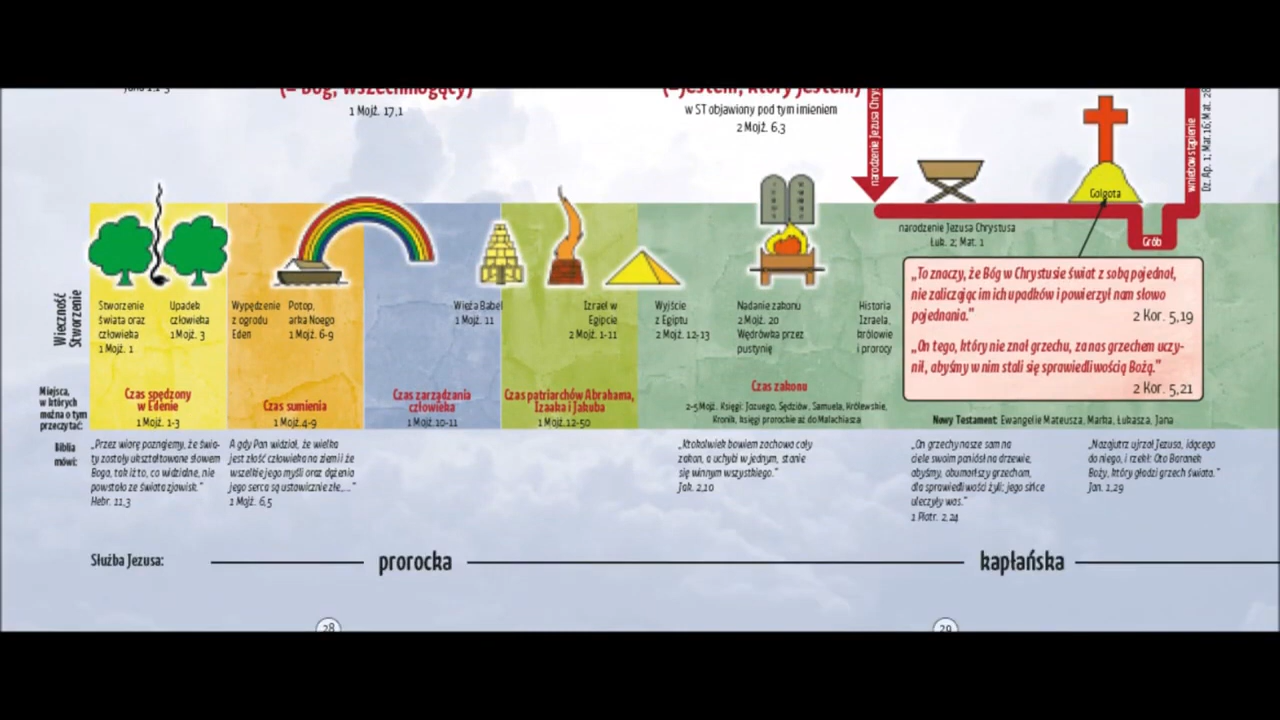 (= Bóg, wszechmogący)
1 Mojż. 17,1
(=Jestem, który jestem)
w ST objawiony pod tym imieniem
2 Mojż. 6,3
narodzenie Jezusa Chrys
wniebowstąpienie
Dz. Ap. 1; Mar.16; Mat. 28
Golgota
Grób
narodzenie Jezusa Chrystusa
Łuk. 2; Mat. 1
„To znaczy, że Bóg w Chrystusie świat z sobą pojednał,
nie zaliczając im ich upadków i powierzył nam słowo
pojednania.”
2 Kor. 5,19
„On tego, który nie znał grzechu, za nas grzechem uczy-
nił, abyśmy w nim stali się sprawiedliwością Bożą.”
2 Kor. 5,21
Nowy Testament: Ewangelie Mateusza, Marka, Łukasza, Jana
Wieczność
Stworzenie
Stworzenie
świata oraz
człowieka
1 Mojż. 1
Upadek
człowieka
1 Mojż. 3
Wypędzenie
z ogrodu
Eden
Potop,
arka Noego
1 Mojż. 6-9
Wieża Babel
1 Mojż. 11
Izrael w
Egipcie
2 Mojż. 1-11
Wyjście
z Egiptu
2 Mojż. 12-13
Nadanie zakonu
2 Mojż. 20
Wędrówka przez
pustynię
Historia
Izraela,
królowie
i prorocy
Miejsca,
w których
można o tym
przeczytać:
Czas spędzony
w Edenie
1 Mojż. 1-3
Czas sumienia
1 Mojż.4-9
Czas zarządzania
człowieka
1 Mojż.10-11
Czas patriarchów Abrahama,
Izaaka i Jakuba
1 Mojż.12-50
Czas zakonu
2-5 Mojż. Księgi: Jozuego, Sędziów, Samuela, Królewskie,
Kronik, księgi prorockie aż do Malachiasza
Biblia
mówi:
„Przez wiarę poznajemy, że świa-
ty zostały ukształtowane słowem
Boga, tak iż to, co widzialne, nie
powstało ze świata zjawisk.”
Hebr. 11,3
A gdy Pan widział, że wielka
jest złość człowieka na ziemi i że
wszelkie jego myśli oraz dążenia
jego serca są ustawicznie złe,...”
1 Mojż. 6,5
„Ktokolwiek bowiem zachowa cały
zakon, a uchybi w jednym, stanie
się winnym wszystkiego.”
Jak. 2,10
„On grzechy nasze sam na
ciele swoim poniósł na drzewie,
abyśmy, obumarłszy grzechom,
dla sprawiedliwości żyli; jego sińce
uleczyły was.”
1 Piotr. 2,24
„Nazajutrz ujrzał Jezusa, idącego
do niego, i rzekł: Oto Baranek
Boży, który gładzi grzech świata.”
Jan. 1,29
Służba Jezusa:
prorocka
kapłańska
28
29